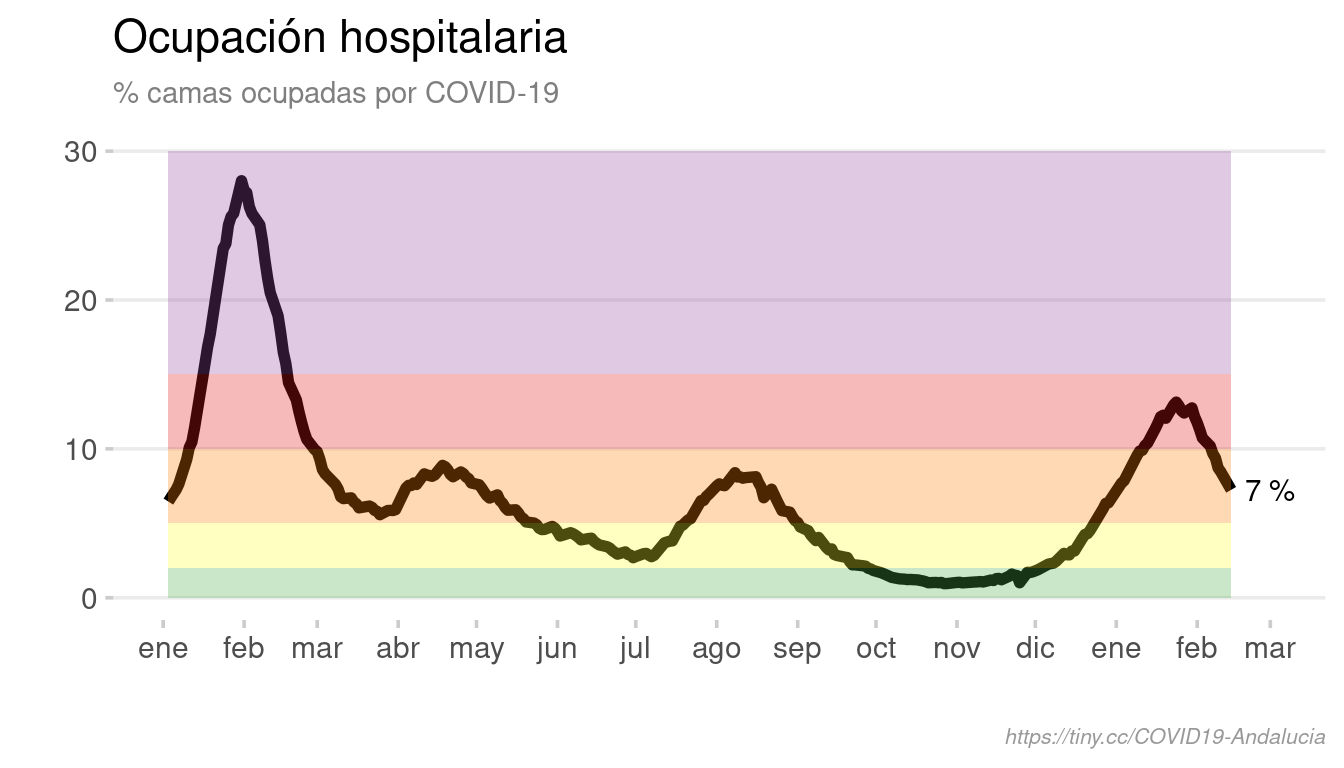 Ocupación hospitalaria
% camas ocupadas por COVID-19
30
20
10
0
7 %
ene feb mar abr may jun jul ago sep oct nov dic ene feb mar
https://tiny.cc/COVID19-Andalucia